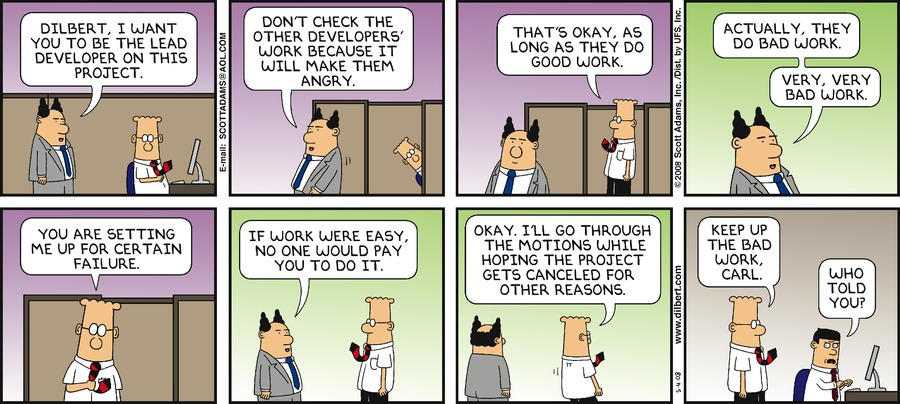 DILBERT, I WANT
YOU TO BE THE LEAD
DEVELOPER ON THIS
PROJECT.
E-mail: SCOTTADAMS@AOL.COM
DON'T CHECK THE
OTHER DEVELOPERS'
WORK BECAUSE IT
WILL MAKE THEM
ANGRY.
THAT'S OKAY, AS
LONG AS THEY DO
GOOD WORK.
© 2008 Scott Adams, Inc./Dist. by UFS, Inc.
ACTUALLY, THEY
DO BAD WORK.
VERY, VERY
BAD WORK.
YOU ARE SETTING
ME UP FOR CERTAIN
FAILURE.
IF WORK WERE EASY,
NO ONE WOULD PAY
YOU TO DO IT.
OKAY. I'LL GO THROUGH
THE MOTIONS WHILE
HOPING THE PROJECT
GETS CANCELED FOR
OTHER REASONS.
www.dilbert.com
5-4-08
KEEP UP
THE BAD
WORK,
CARL.
WHO
TOLD
YOU?